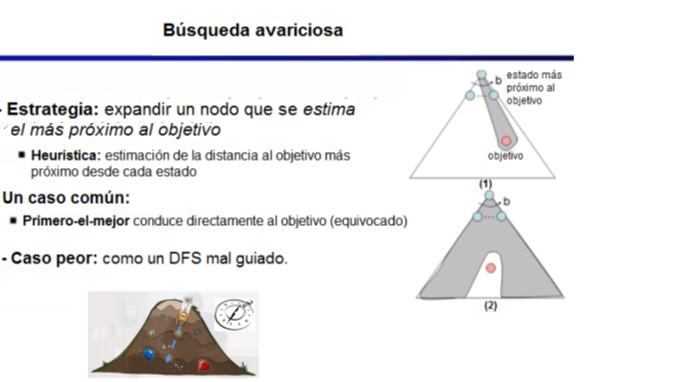 Búsqueda avariciosa
- Estrategia: expandir un nodo que se estima
el más próximo al objetivo
▪ Heurística: estimación de la distancia al objetivo más
próximo desde cada estado
Un caso común:
▪ Primero-el-mejor conduce directamente al objetivo (equivocado)
- Caso peor: como un DFS mal guiado.
b
estado más
próximo al
objetivo
objetivo
(1)
b
(2)